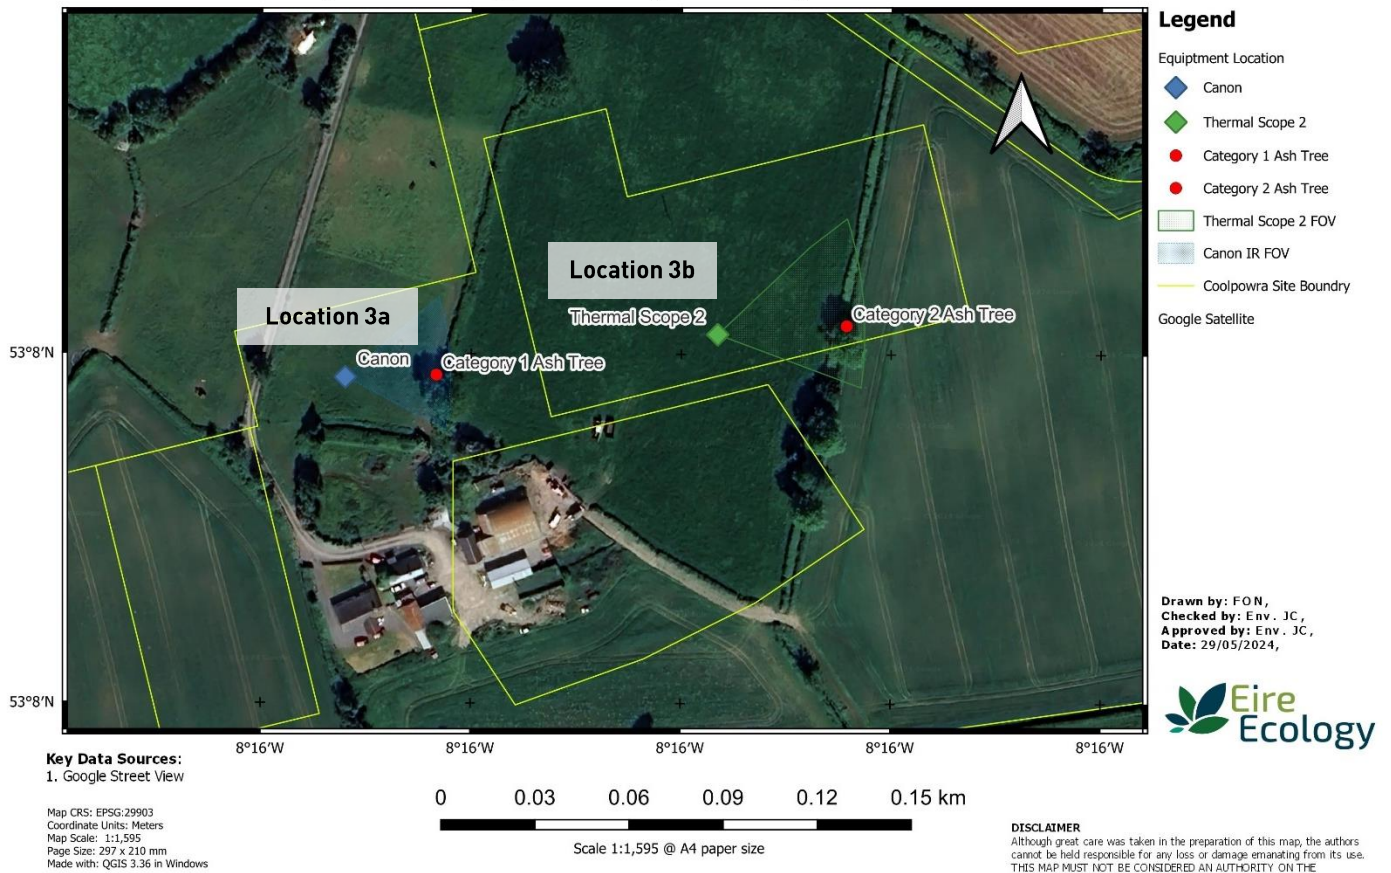 Legend
Equiptment Location
Canon
Thermal Scope 2
Category 1 Ash Tree
Category 2 Ash Tree
Thermal Scope 2 FOV
Canon IR FOV
Coolpowra Site Boundry
Google Satellite
Location 3b
Thermal Scope 2
Category 2 Ash Tree
Location 3a
Canon
Category 1 Ash Tree
53°8′N
53°8′N
8°16′W
8°16′W
8°16′W
8°16′W
8°16′W
Drawn by: FON,
Checked by: Env. JC,
Approved by: Env. JC,
Date: 29/05/2024,
Eire
Ecology
Key Data Sources:
1. Google Street View
Map CRS: EPSG:29903
Coordinate Units: Meters
Map Scale: 1:1,595
Page Size: 297 x 210 mm
Made with: QGIS 3.36 in Windows
0 0.03 0.06 0.09 0.12 0.15 km
Scale 1:1,595 @ A4 paper size
DISCLAIMER
Although great care was taken in the preparation of this map, the authors
cannot be held responsible for any loss or damage emanating from its use.
THIS MAP MUST NOT BE CONSIDERED AN AUTHORITY ON THE